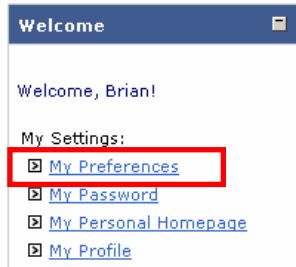 Welcome
Welcome, Brian!
My Settings:
My Preferences
My Password
My Personal Homepage
My Profile